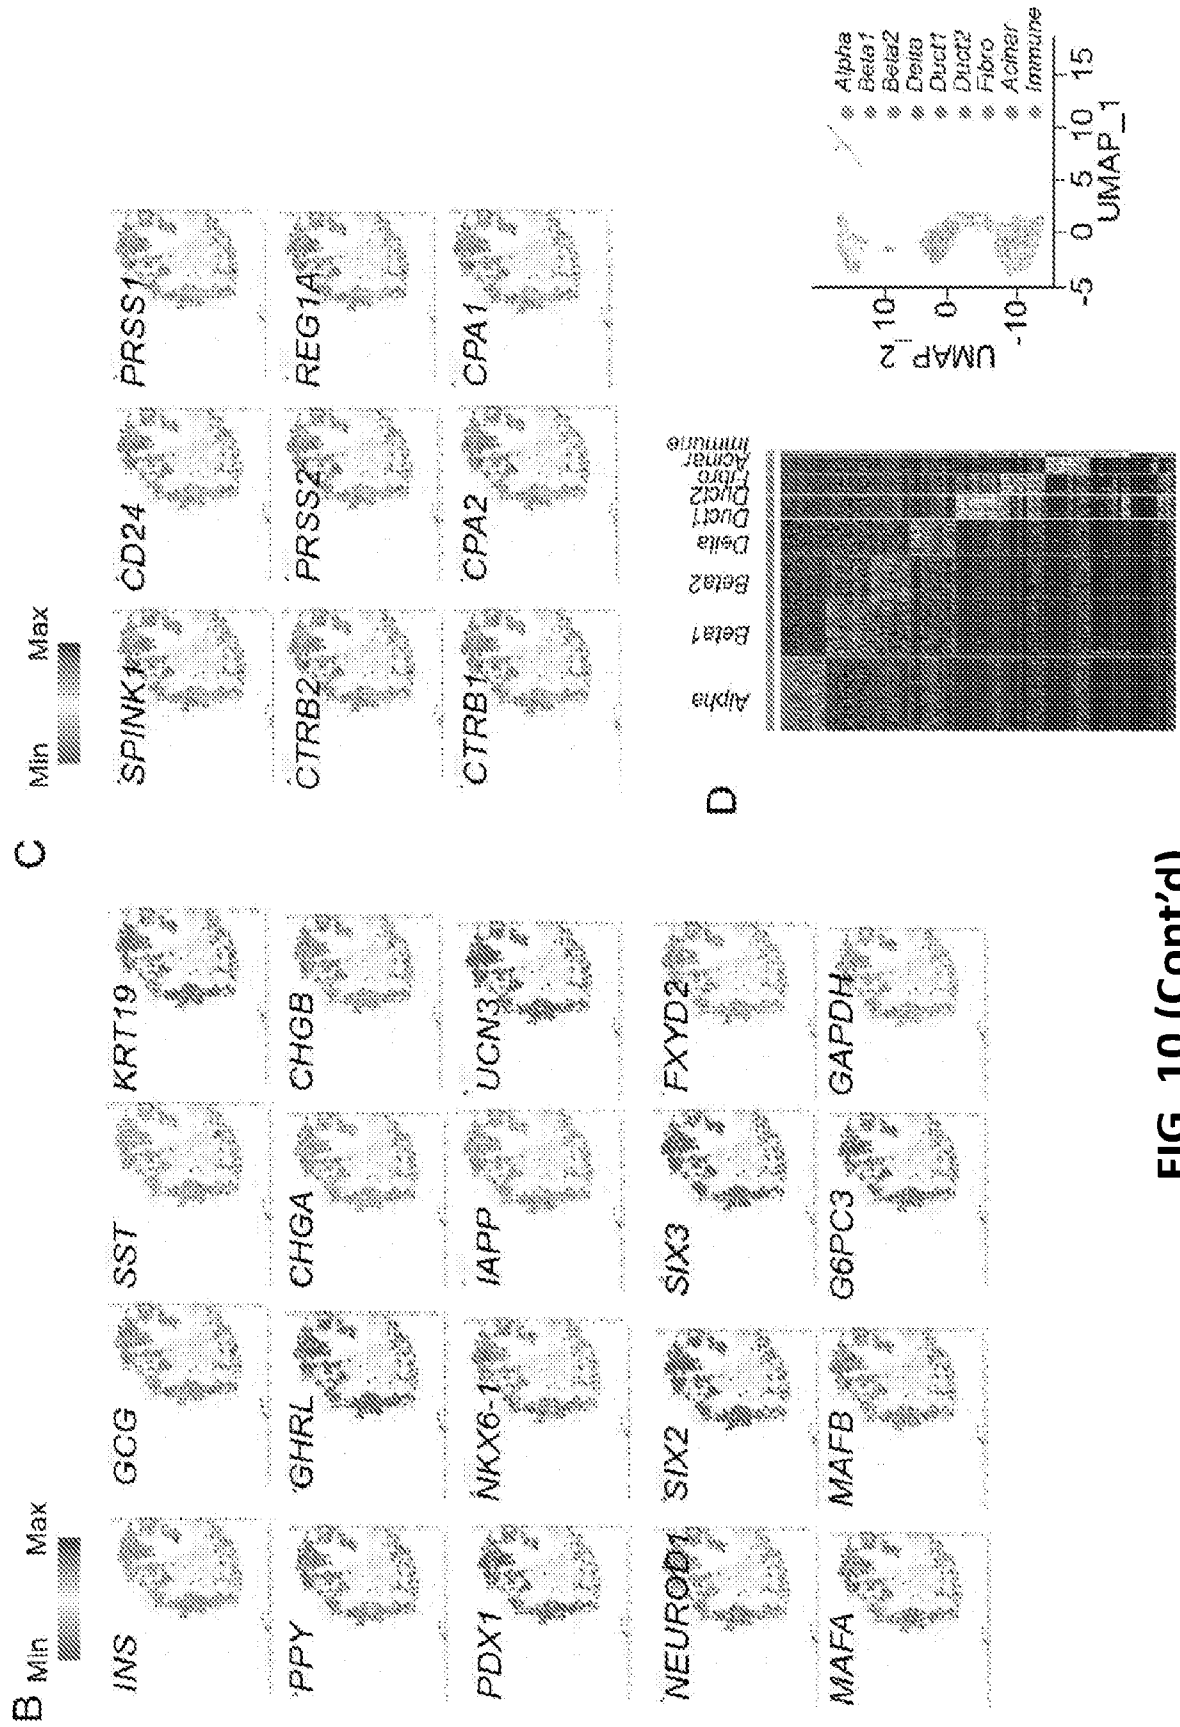 B
Min Max
INS GCG SST KRT19
PPY GHRL CHGA CHGB
PDX1 NKX6-1 IAPP UCN3
NEUROD1 SIX2 SIX3 FXYD2
MAFA MAFB G6PC3 GAPDH
C
Min Max
SPINK1 CD24 PRSS1
CTRB2 PRSS2 REG1A
CTRB1 CPA2 CPA1
D
Alpha Beta1 Beta2 Delta Duct1 Duct2 Fibro Acinar Immune
UMAP_2
10
0
-10
-5 0 5 10 15
UMAP_1
Alpha
Beta1
Beta2
Delta
Duct1
Duct2
Fibro
Acinar
Immune
FIG. 10 (Cont'd)